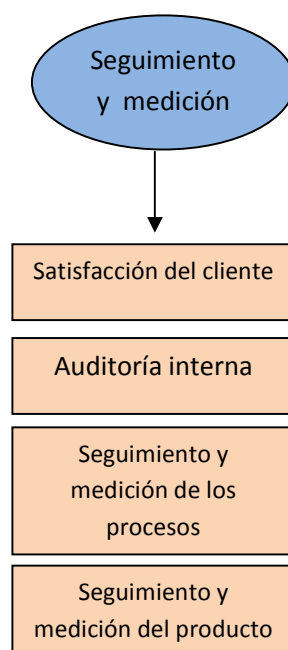 Seguimiento
y medición
Satisfacción del cliente
Auditoría interna
Seguimiento y
medición de los
procesos
Seguimiento y
medición del producto